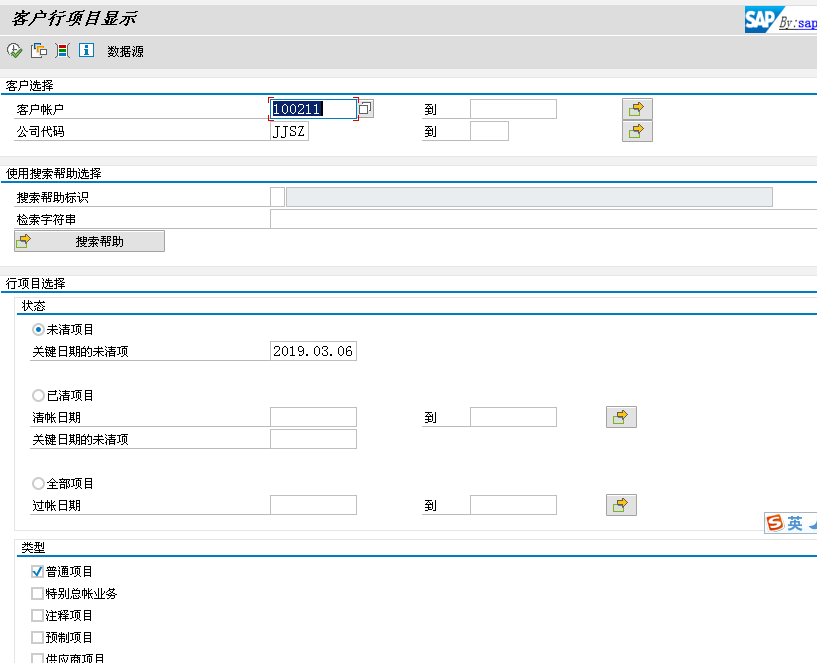 客户行项目显示
SAP By:sap
数据源
客户选择
客户帐户 100211 到
公司代码 JJSZ 到
使用搜索帮助选择
搜索帮助标识
检索字符串
搜索帮助
行项目选择
状态
未清项目
关键日期的未清项 2019.03.06
已清项目
清帐日期 到
关键日期的未清项
全部项目
过帐日期 到
英
类型
普通项目
特别总帐业务
注释项目
预制项目
供应商项目